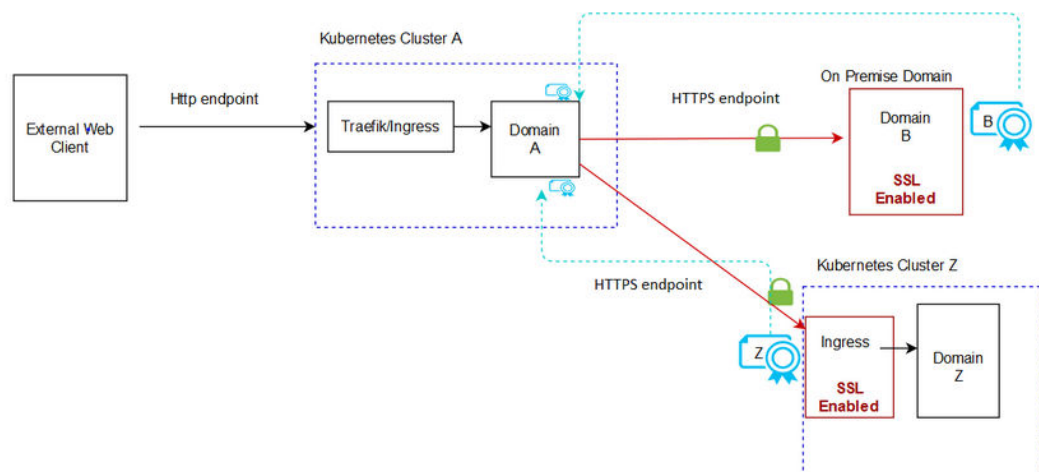 Kubernetes Cluster A
External Web
Client
Http endpoint
Traefik/Ingress
Domain
A
HTTPS endpoint
On Premise Domain
Domain
B
SSL
Enabled
B
HTTPS endpoint
Kubernetes Cluster Z
Z
Ingress
SSL
Enabled
Domain
Z